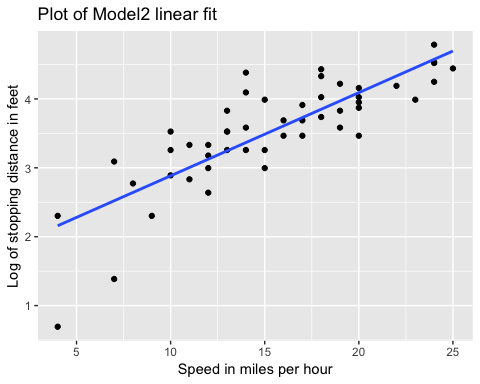 Plot of Model2 linear fit
Log of stopping distance in feet
4
3
2
1
5 10 15 20 25
Speed in miles per hour